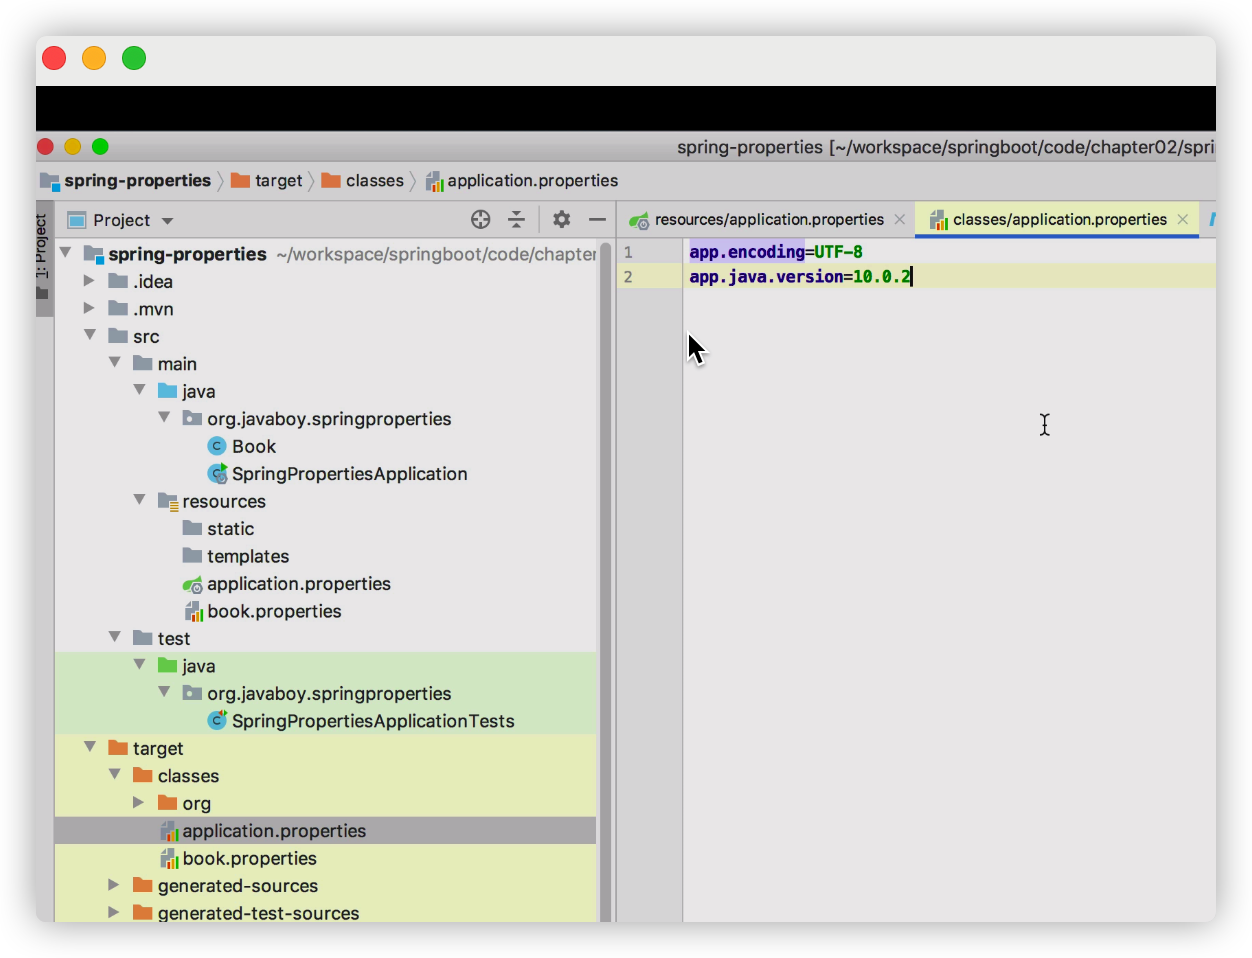 spring-properties [~/workspace/springboot/code/chapter02/spri
spring-properties target classes application.properties
1: Project
Project
resources/application.properties
classes/application.properties
spring-properties ~/workspace/springboot/code/chapter
.idea
.mvn
src
main
java
org.javaboy.springproperties
Book
SpringPropertiesApplication
resources
static
templates
application.properties
book.properties
test
java
org.javaboy.springproperties
SpringPropertiesApplicationTests
target
classes
org
application.properties
book.properties
generated-sources
generated-test-sources
1 app.encoding=UTF-8
2 app.java.version=10.0.2